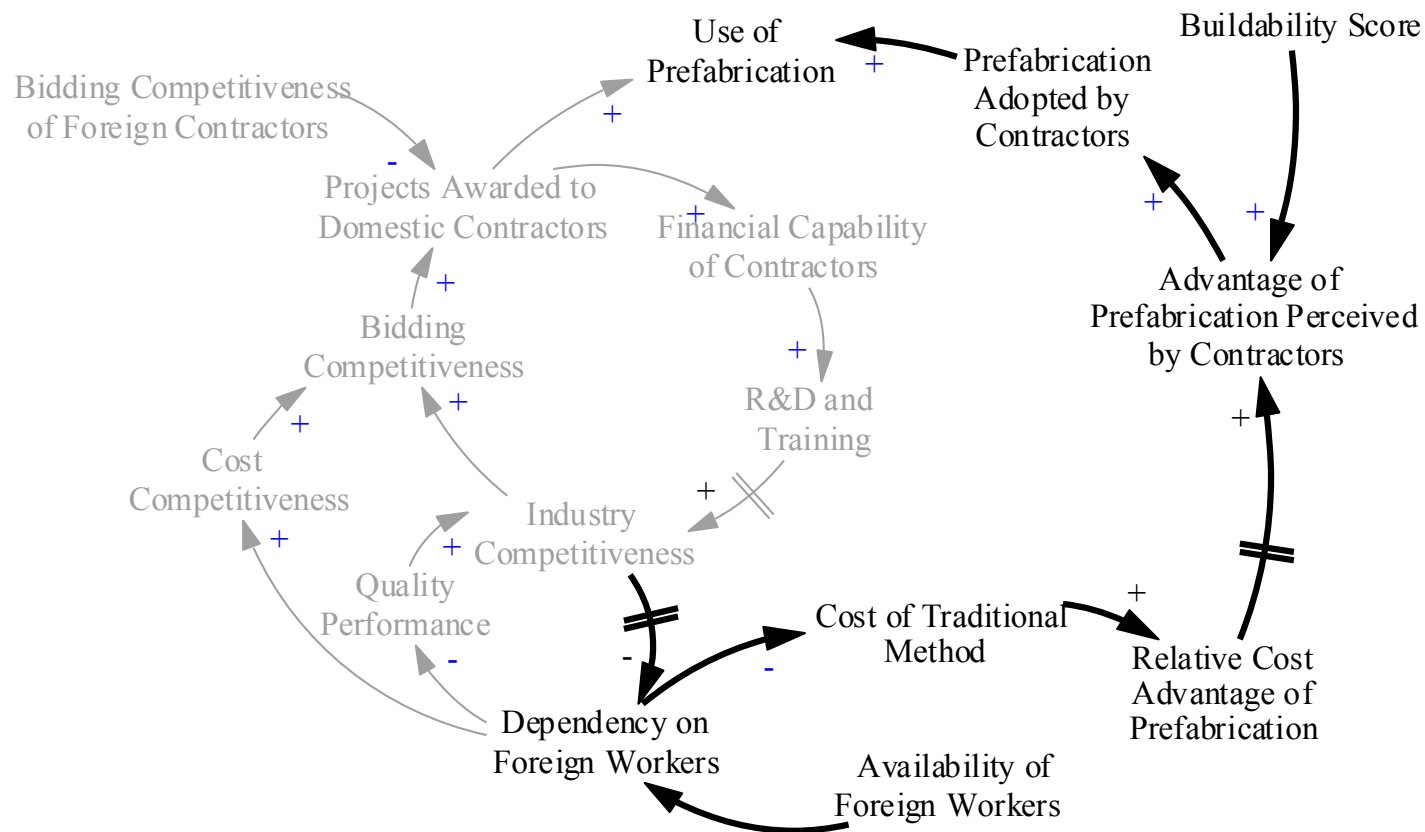 Use of
Prefabrication
Buildability Score
Prefabrication
Adopted by
Contractors
Bidding Competitiveness
of Foreign Contractors
+
+
-
Projects Awarded to
Domestic Contractors
+
Financial Capability
of Contractors
+
+
Advantage of
Prefabrication Perceived
by Contractors
+
Bidding
Competitiveness
+
+
R&D and
Training
+
+
+
Cost
Competitiveness
+
Industry
Competitiveness
+
+
Quality
Performance
-
-
Cost of Traditional
Method
-
+
Relative Cost
Advantage of
Prefabrication
Dependency on
Foreign Workers
Availability of
Foreign Workers
-